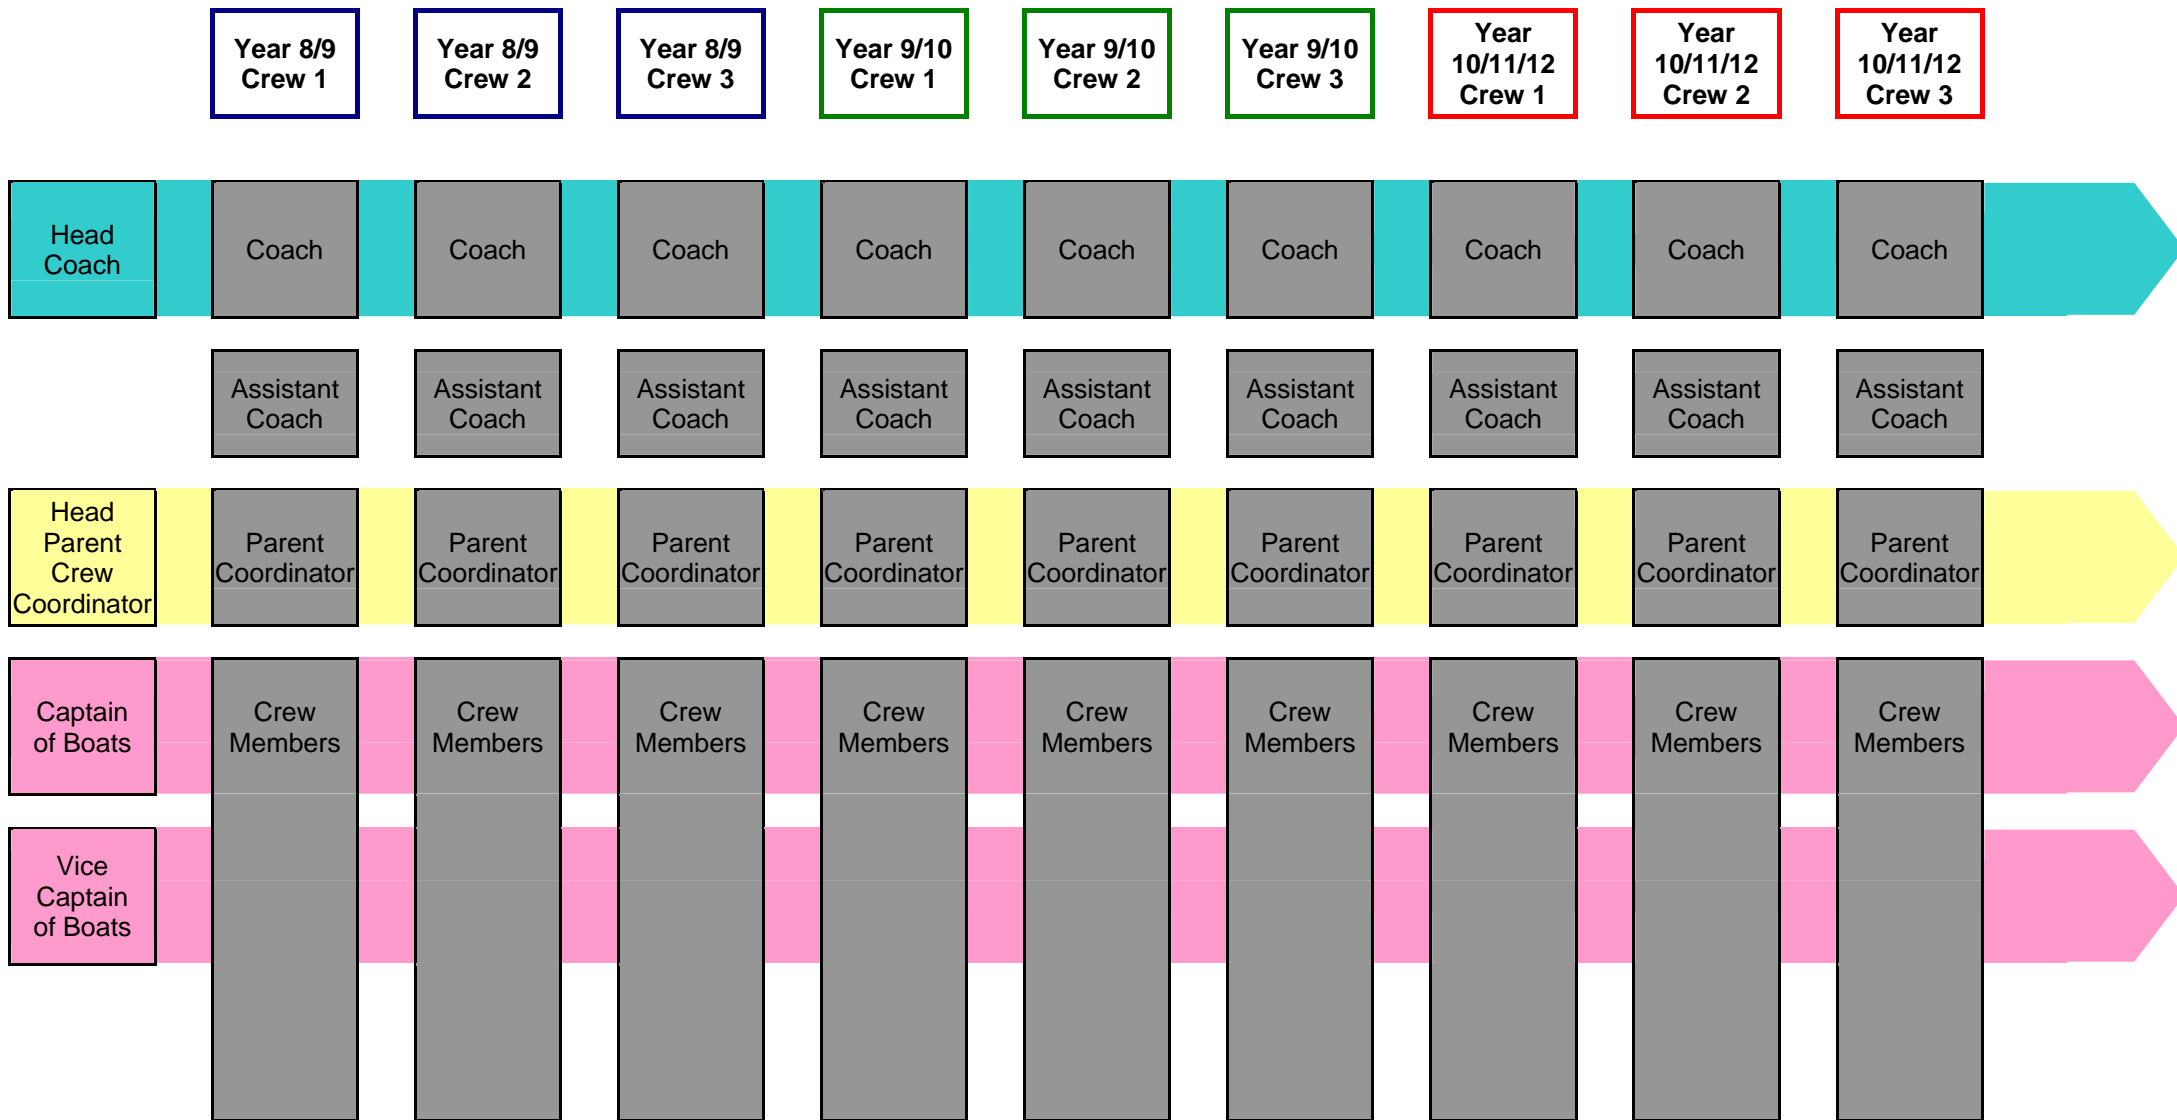 Year 8/9
Crew 1
Year 8/9
Crew 2
Year 8/9
Crew 3
Year 9/10
Crew 1
Year 9/10
Crew 2
Year 9/10
Crew 3
Year
10/11/12
Crew 1
Year
10/11/12
Crew 2
Year
10/11/12
Crew 3
Head
Coach
Coach
Coach
Coach
Coach
Coach
Coach
Coach
Coach
Coach
Assistant
Coach
Assistant
Coach
Assistant
Coach
Assistant
Coach
Assistant
Coach
Assistant
Coach
Assistant
Coach
Assistant
Coach
Assistant
Coach
Head
Parent
Crew
Coordinator
Parent
Coordinator
Parent
Coordinator
Parent
Coordinator
Parent
Coordinator
Parent
Coordinator
Parent
Coordinator
Parent
Coordinator
Parent
Coordinator
Parent
Coordinator
Captain
of Boats
Crew
Members
Crew
Members
Crew
Members
Crew
Members
Crew
Members
Crew
Members
Crew
Members
Crew
Members
Crew
Members
Vice
Captain
of Boats